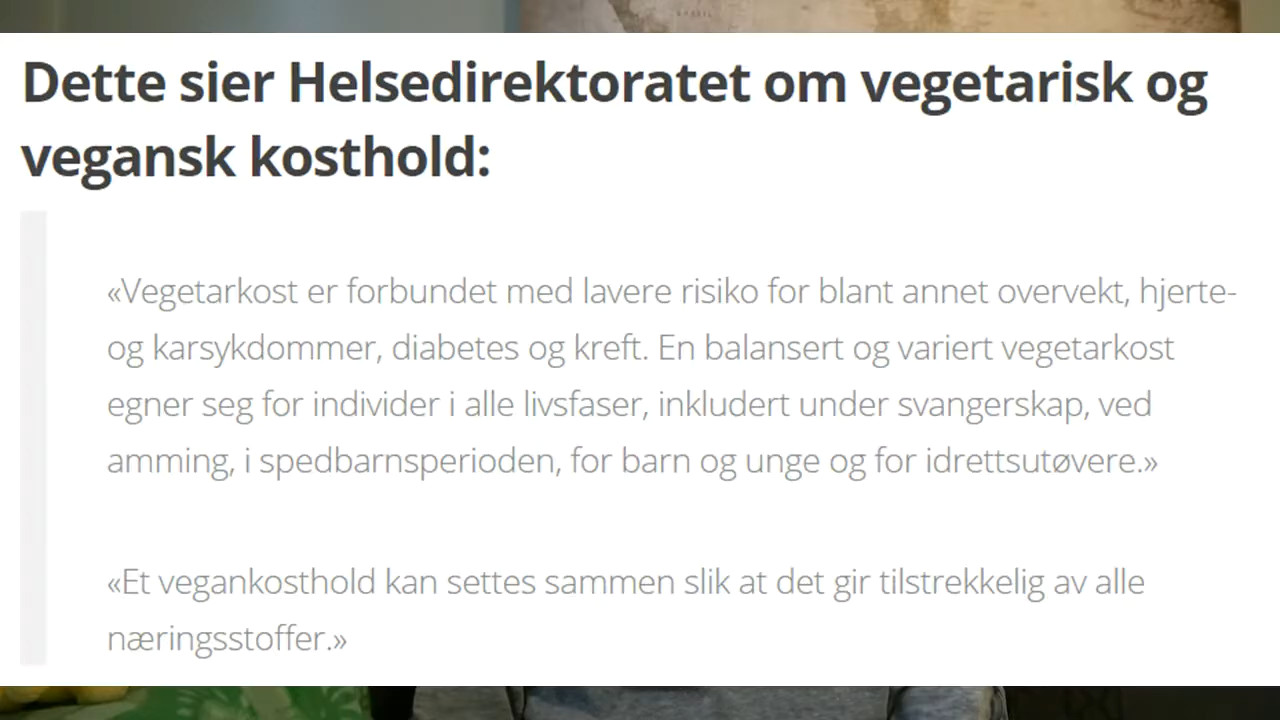 Dette sier Helsedirektoratet om vegetarisk og
vegansk kosthold:
«Vegetarkost er forbundet med lavere risiko for blant annet overvekt, hjerte-
og karsykdommer, diabetes og kreft. En balansert og variert vegetarkost
egner seg for individer i alle livsfaser, inkludert under svangerskap, ved
amming, i spedbarnsperioden, for barn og unge og for idrettsutøvere.»
«Et vegankosthold kan settes sammen slik at det gir tilstrekkelig av alle
næringsstoffer.»